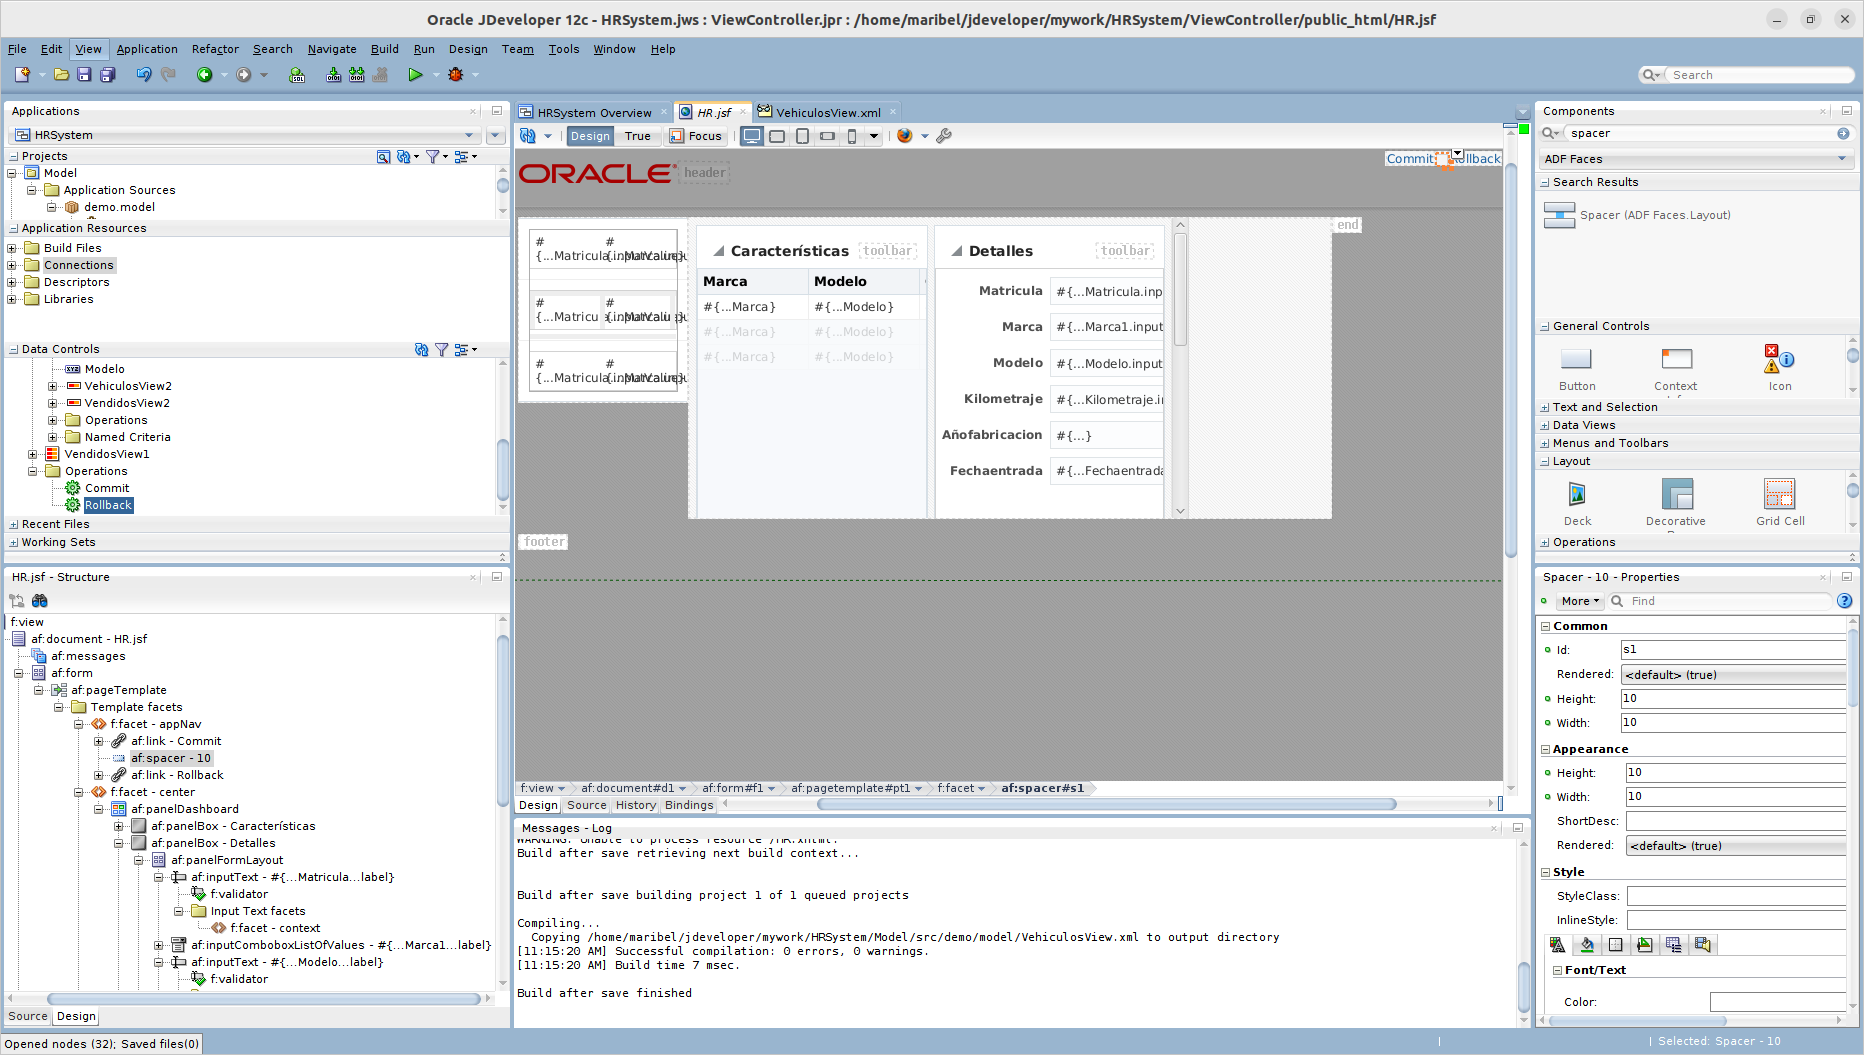 Oracle JDeveloper 12c - HRSystem.jws : ViewController.jpr : /home/maribel/jdeveloper/mywork/HRSystem/ViewController/public_html/HR.jsf
File Edit View Application Refactor Search Navigate Build Run Design Team Tools Window Help
Search
Applications
HRSystem
Projects
Model
Application Sources
demo.model
Application Resources
Build Files
Connections
Descriptors
Libraries
Data Controls
Modelo
VehiculosView2
VendidosView2
Operations
Named Criteria
VendidosView1
Operations
Commit
Rollback
Recent Files
Working Sets
HR.jsf - Structure
f:view
af:document - HR.jsf
af:messages
af:form
af:pageTemplate
Template facets
f:facet - appNav
af:link - Commit
af:spacer - 10
af:link - Rollback
f:facet - center
af:panelDashboard
af:panelBox - Características
af:panelBox - Detalles
af:panelFormLayout
af:inputText - #{...Matricula...label}
f:validator
Input Text facets
f:facet - context
af:inputComboboxListOfValues - #{...Marca1...label}
af:inputText - #{...Modelo...label}
f:validator
Source Design
Opened nodes (32); Saved files(0)
HRSystem Overview HR.jsf VehiculosView.xml
Design True Focus
ORACLE header
Commit Rollback
end
Características toolbar
Marca Modelo
#{...Marca} #{...Modelo}
#{...Marca} #{...Modelo}
#{...Marca} #{...Modelo}
Detalles toolbar
Matricula #{...Matricula.inp
Marca #{...Marca1.input
Modelo #{...Modelo.input
Kilometraje #{...Kilometraje.i
Añofabricacion #{...}
Fechaentrada #{...Fechaentrada
footer
f:view af:document#d1 af:form#f1 af:pagetemplate#pt1 f:facet af:spacer#s1
Design Source History Bindings
Messages - Log
WARNING: Unable to process resource /HR.xhtml.
Build after save retrieving next build context...
Build after save building project 1 of 1 queued projects
Compiling...
Copying /home/maribel/jdeveloper/mywork/HRSystem/Model/src/demo/model/VehiculosView.xml to output directory
[11:15:20 AM] Successful compilation: 0 errors, 0 warnings.
[11:15:20 AM] Build time 7 msec.
Build after save finished
Components
spacer
ADF Faces
Search Results
Spacer (ADF Faces.Layout)
General Controls
Button Context Icon
Text and Selection
Data Views
Menus and Toolbars
Layout
Deck Decorative Grid Cell
Operations
Spacer - 10 - Properties
More Find
Common
Id: s1
Rendered: <default> (true)
Height: 10
Width: 10
Appearance
Height: 10
Width: 10
ShortDesc:
Rendered: <default> (true)
Style
StyleClass:
InlineStyle:
Font/Text
Color:
Selected: Spacer - 10